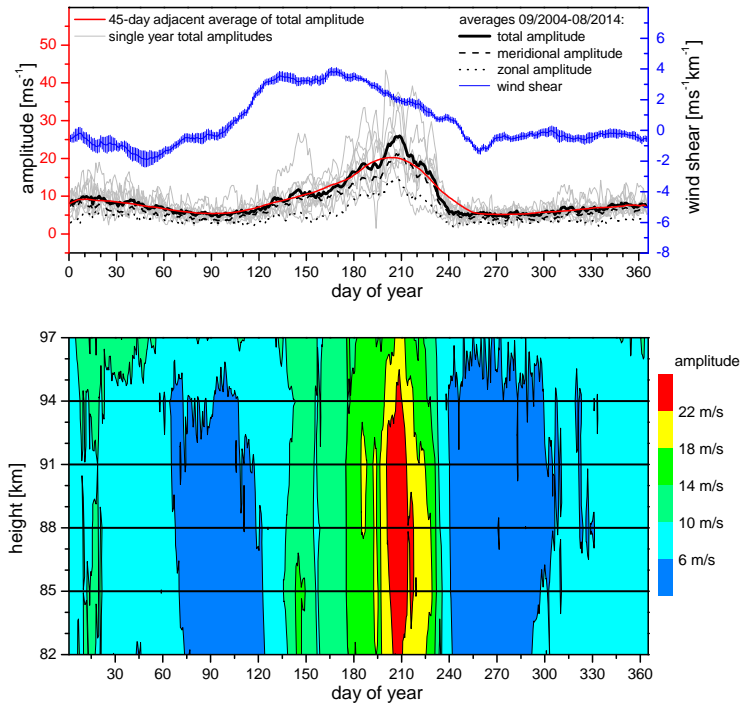 45-day adjacent average of total amplitude
single year total amplitudes
averages 09/2004-08/2014:
total amplitude
meridional amplitude
zonal amplitude
wind shear
amplitude [ms⁻¹]
60
50
40
30
20
10
0
wind shear [ms⁻¹km⁻¹]
8
6
4
2
0
-2
-4
-6
-8
0 30 60 90 120 150 180 210 240 270 300 330 360
day of year
height [km]
97
94
91
88
85
82
30 60 90 120 150 180 210 240 270 300 330 360
day of year
amplitude
22 m/s
18 m/s
14 m/s
10 m/s
6 m/s